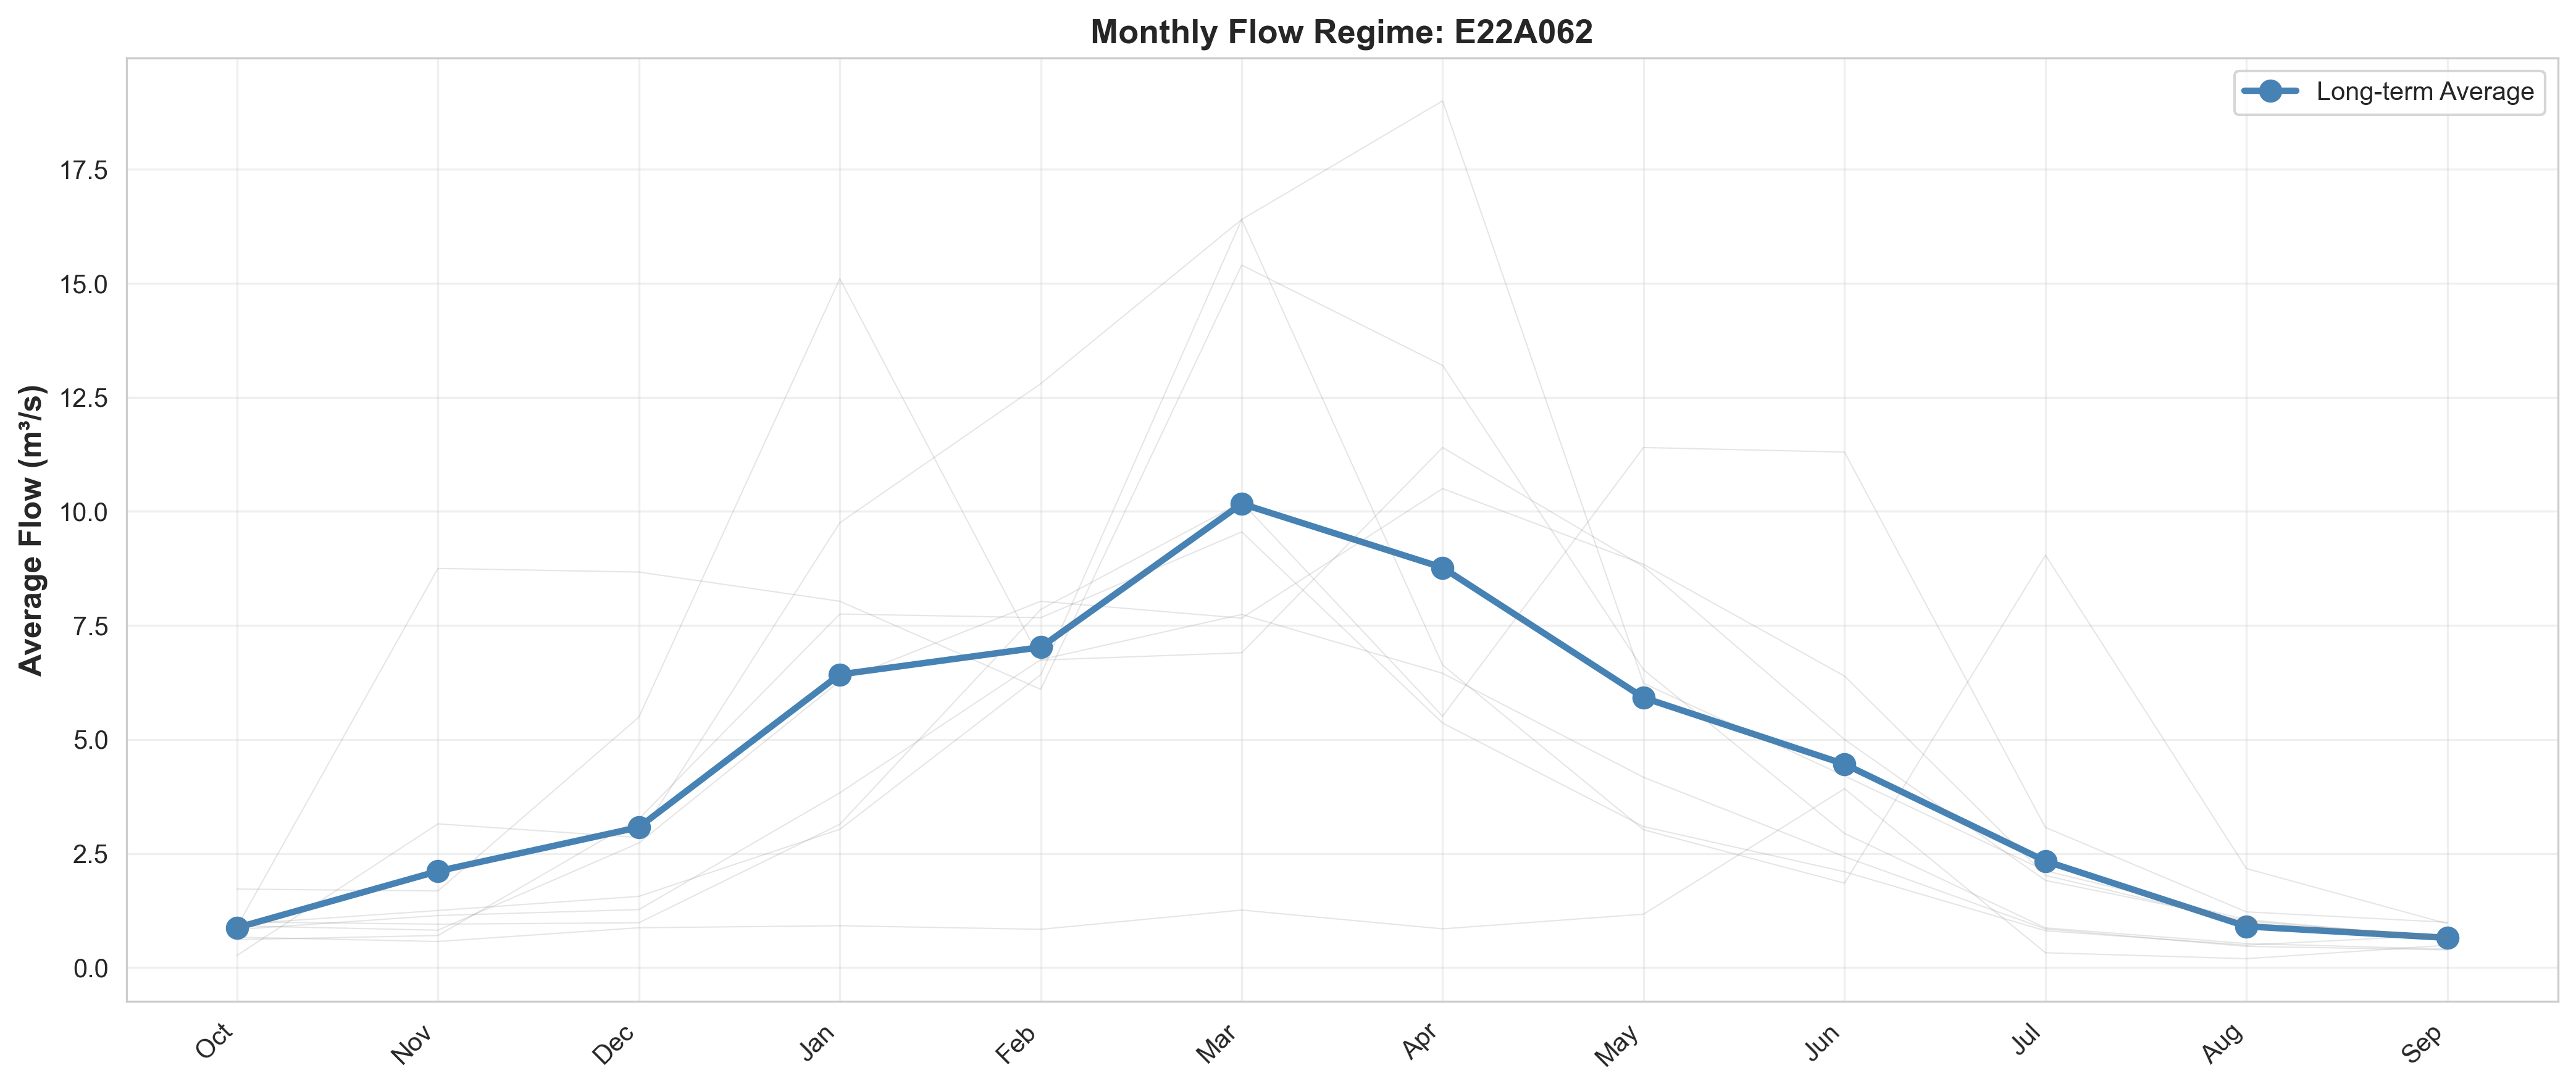 Monthly Flow Regime: E22A062
Long-term Average
Average Flow (m³/s)
17.5
15.0
12.5
10.0
7.5
5.0
2.5
0.0
Oct
Nov
Dec
Jan
Feb
Mar
Apr
May
Jun
Jul
Aug
Sep